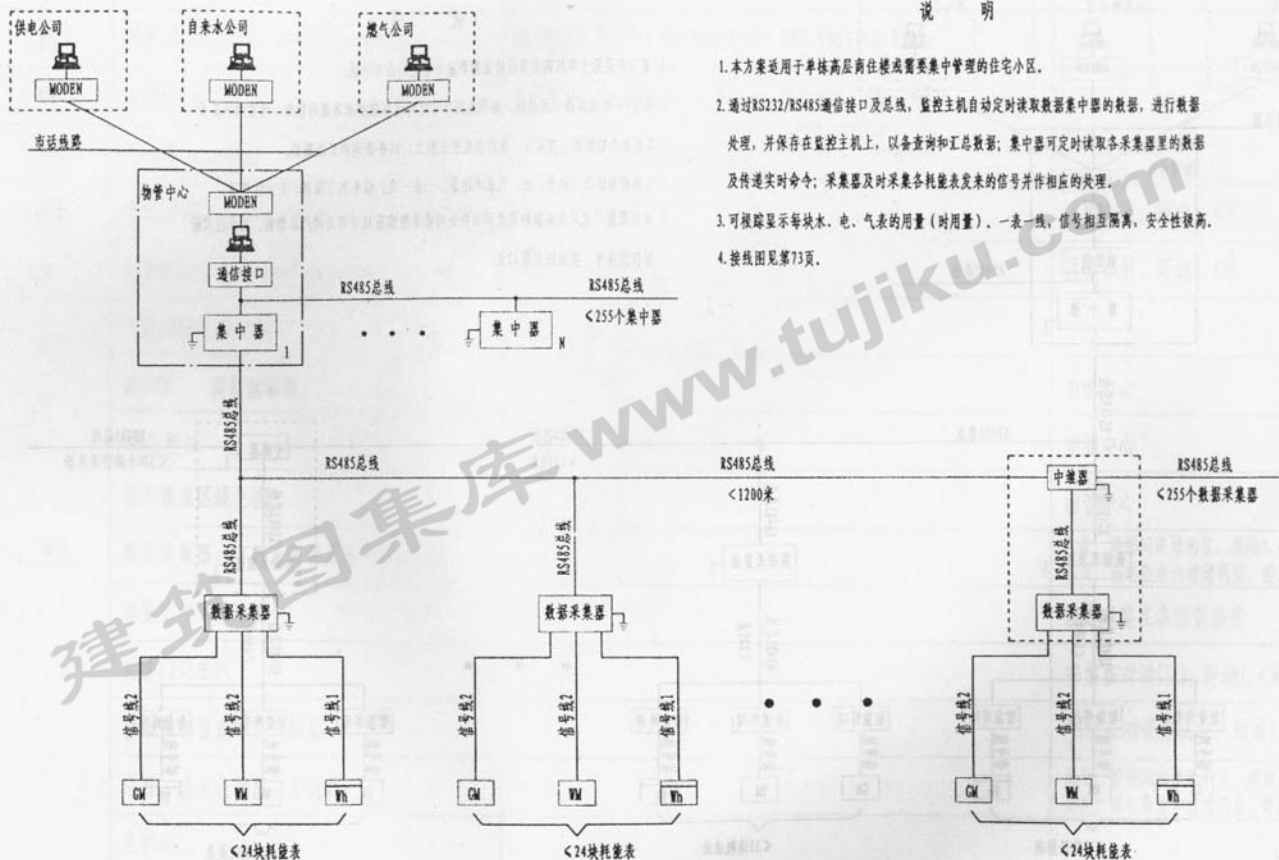 说 明
供电公司
自来水公司
燃气公司
MODEN
MODEN
MODEN
1.本方案适用于单栋高层商住楼或需要集中管理的住宅小区.
2.通过RS232/RS485通信接口及总线, 监控主机自动定时读取数据集中器的数据, 进行数据
处理, 并保存在监控主机上, 以备查询和汇总数据; 集中器可定时读取各采集器里的数据
及传递实时命令; 采集器及时采集各耗能表发来的信号并作相应的处理.
3.可跟踪显示每块水、电、气表的用量 (时用量) . 一表一线, 信号相互隔离, 安全性极高.
4.接线图见第73页.
市话线路
物管中心
MODEN
通信接口
RS485总线
RS485总线
<255个集中器
集中器
1
集中器
N
RS485总线
RS485总线
RS485总线
<1200米
中继器
RS485总线
<255个数据采集器
RS485总线
RS485总线
RS485总线
数据采集器
数据采集器
数据采集器
信号线2
信号线2
信号线1
信号线2
信号线2
信号线1
信号线2
信号线2
信号线1
GM
WM
Wh
GM
WM
Wh
GM
WM
Wh
<24块耗能表
<24块耗能表
<24块耗能表
建筑图集库 www.tujiku.com